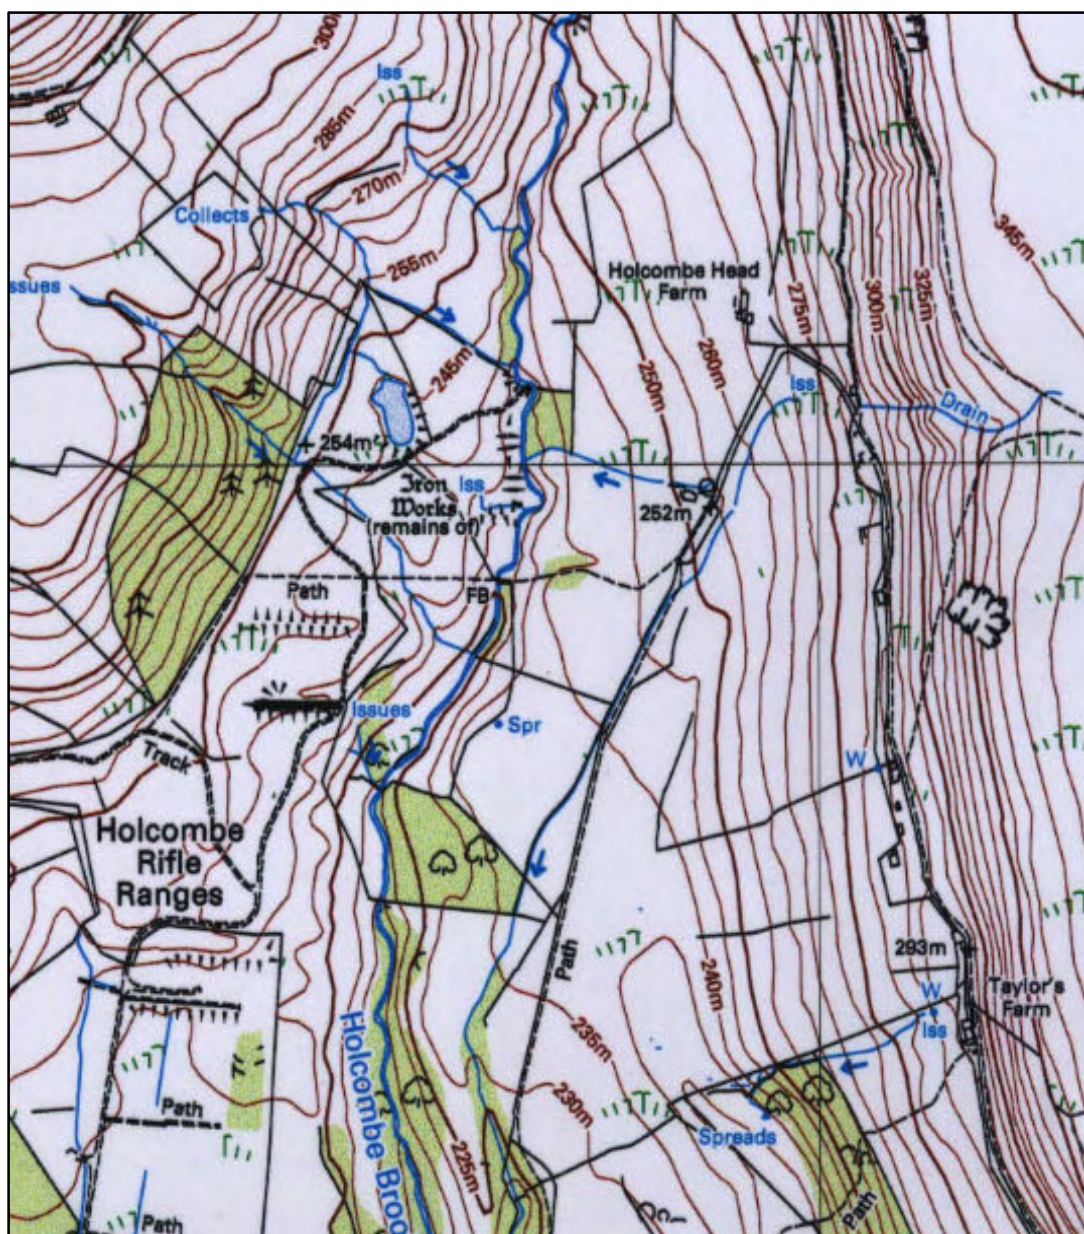 300
Iss
285m
270m
Collects
255m
345m
Holcombe Head
Farm
275m
300m
325m
ssues
245m
250m
260m
Iss
Drain
254m
Iron
Works
(remains of)
Iss
252m
Path
FB
Issues
Spr
Track
W
Holcombe
Rifle
Ranges
Path
293m
240m
Taylor's
Farm
W
Iss
235m
230m
Holcombe Broo
Path
Spreads
225m
Path
Path